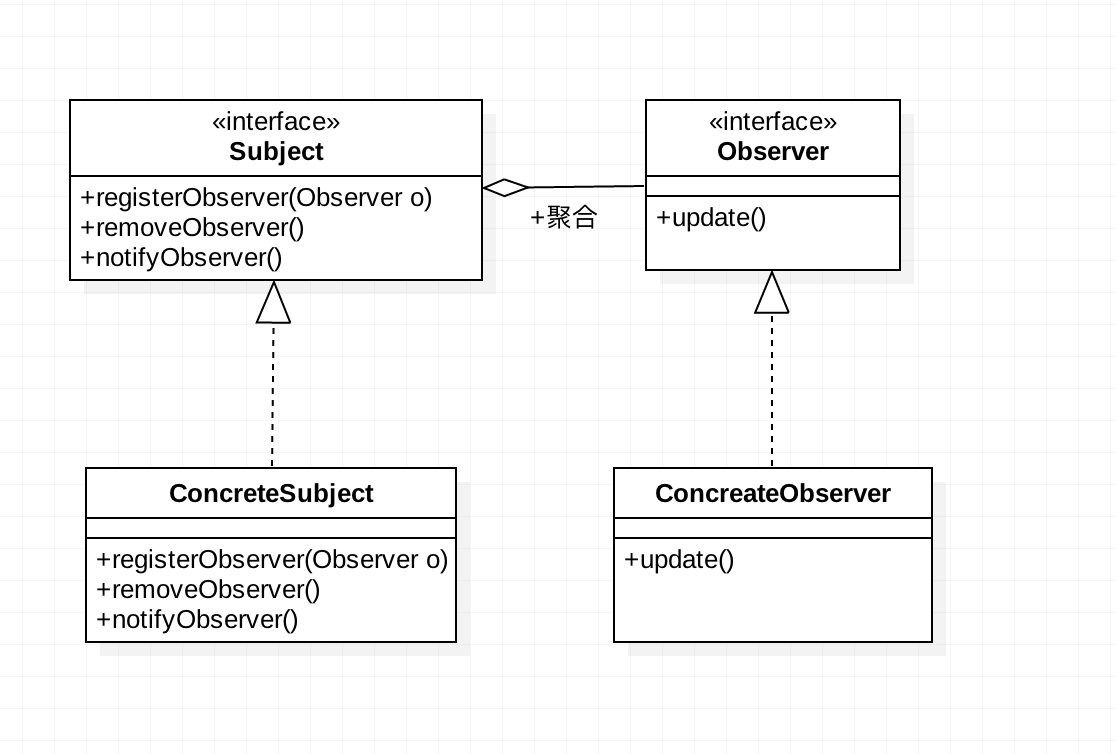 «interface»
Subject
+registerObserver(Observer o)
+removeObserver()
+notifyObserver()
+聚合
«interface»
Observer
+update()
ConcreteSubject
+registerObserver(Observer o)
+removeObserver()
+notifyObserver()
ConcreateObserver
+update()